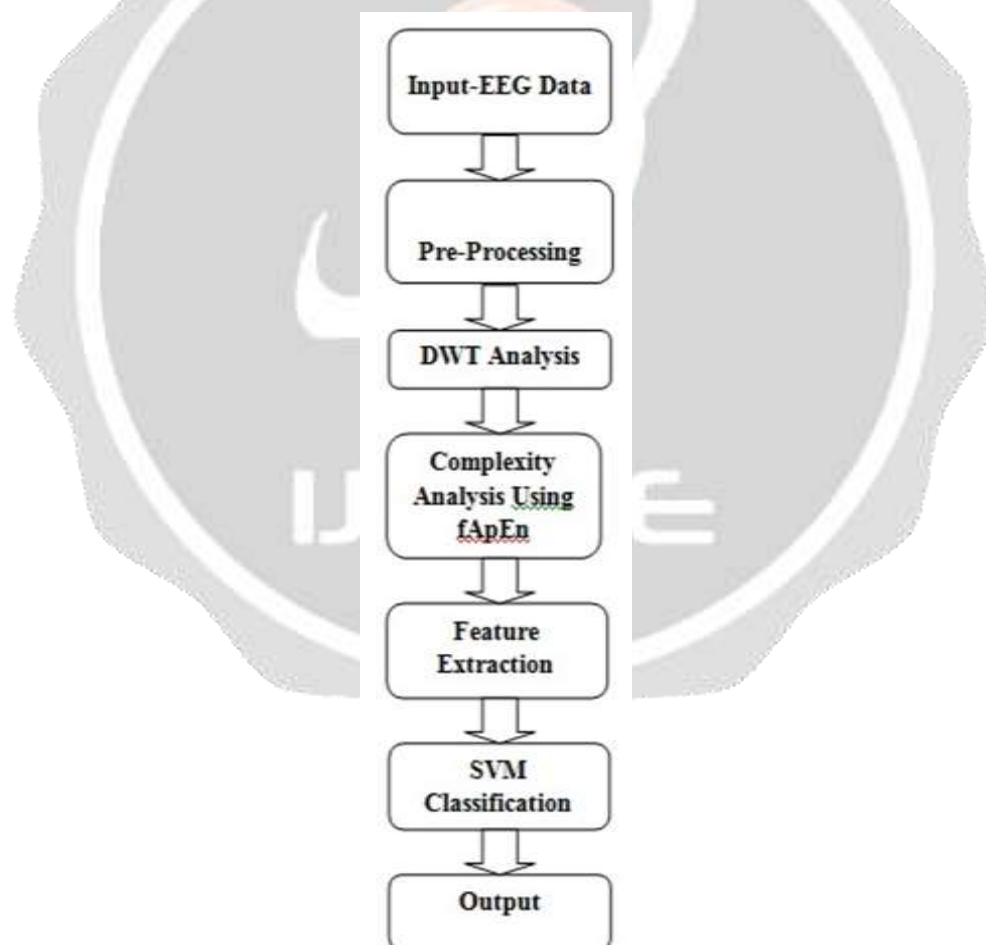 Input-EEG Data
Pre-Processing
DWT Analysis
Complexity
Analysis Using
fApEn
Feature
Extraction
SVM
Classification
Output